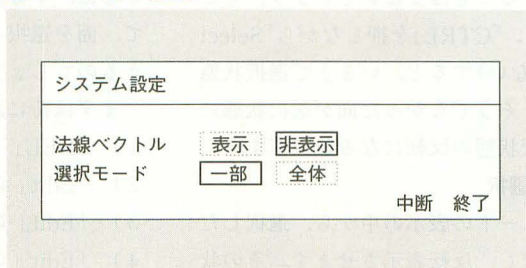 システム設定
法線ベクトル 表示 非表示
選択モード 一部 全体
中断 終了